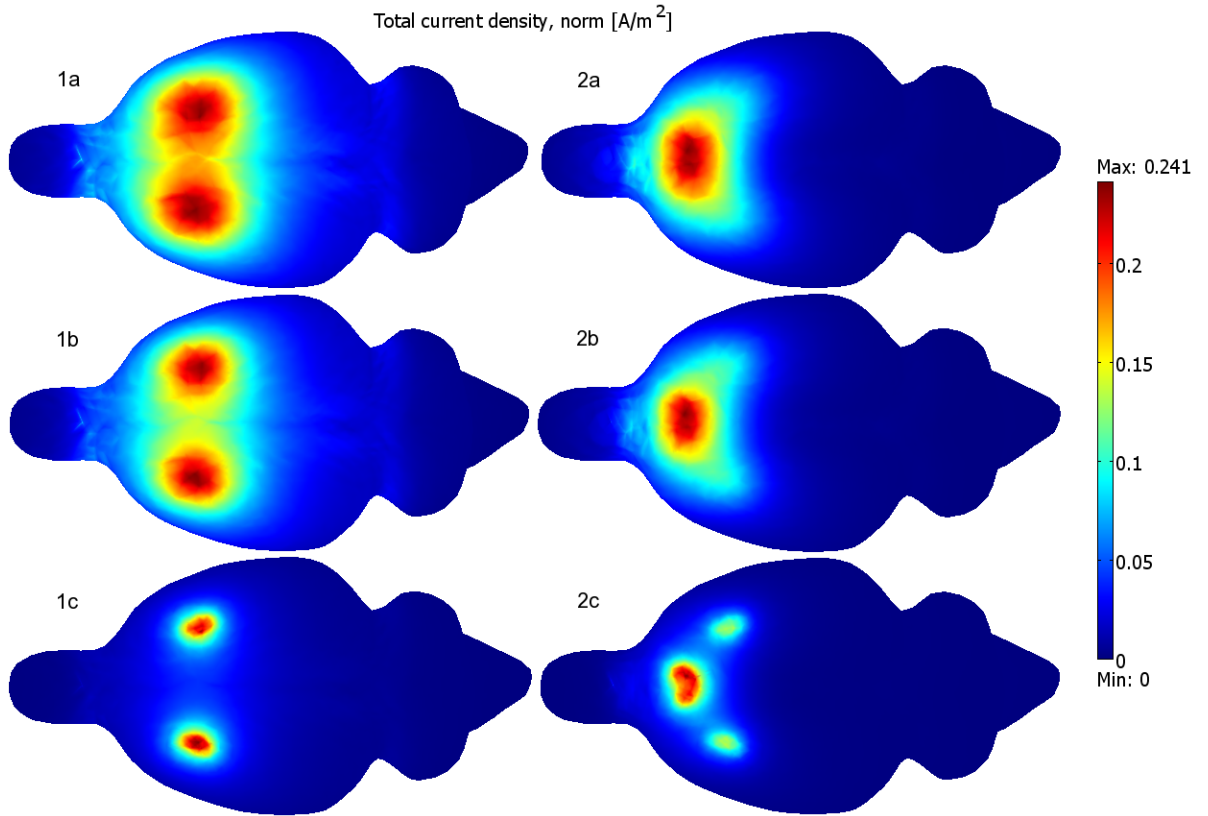 Total current density, norm [A/m²]
1a
2a
Max: 0.241
0.2
1b
2b
0.15
0.1
0.05
1c
2c
0
Min: 0